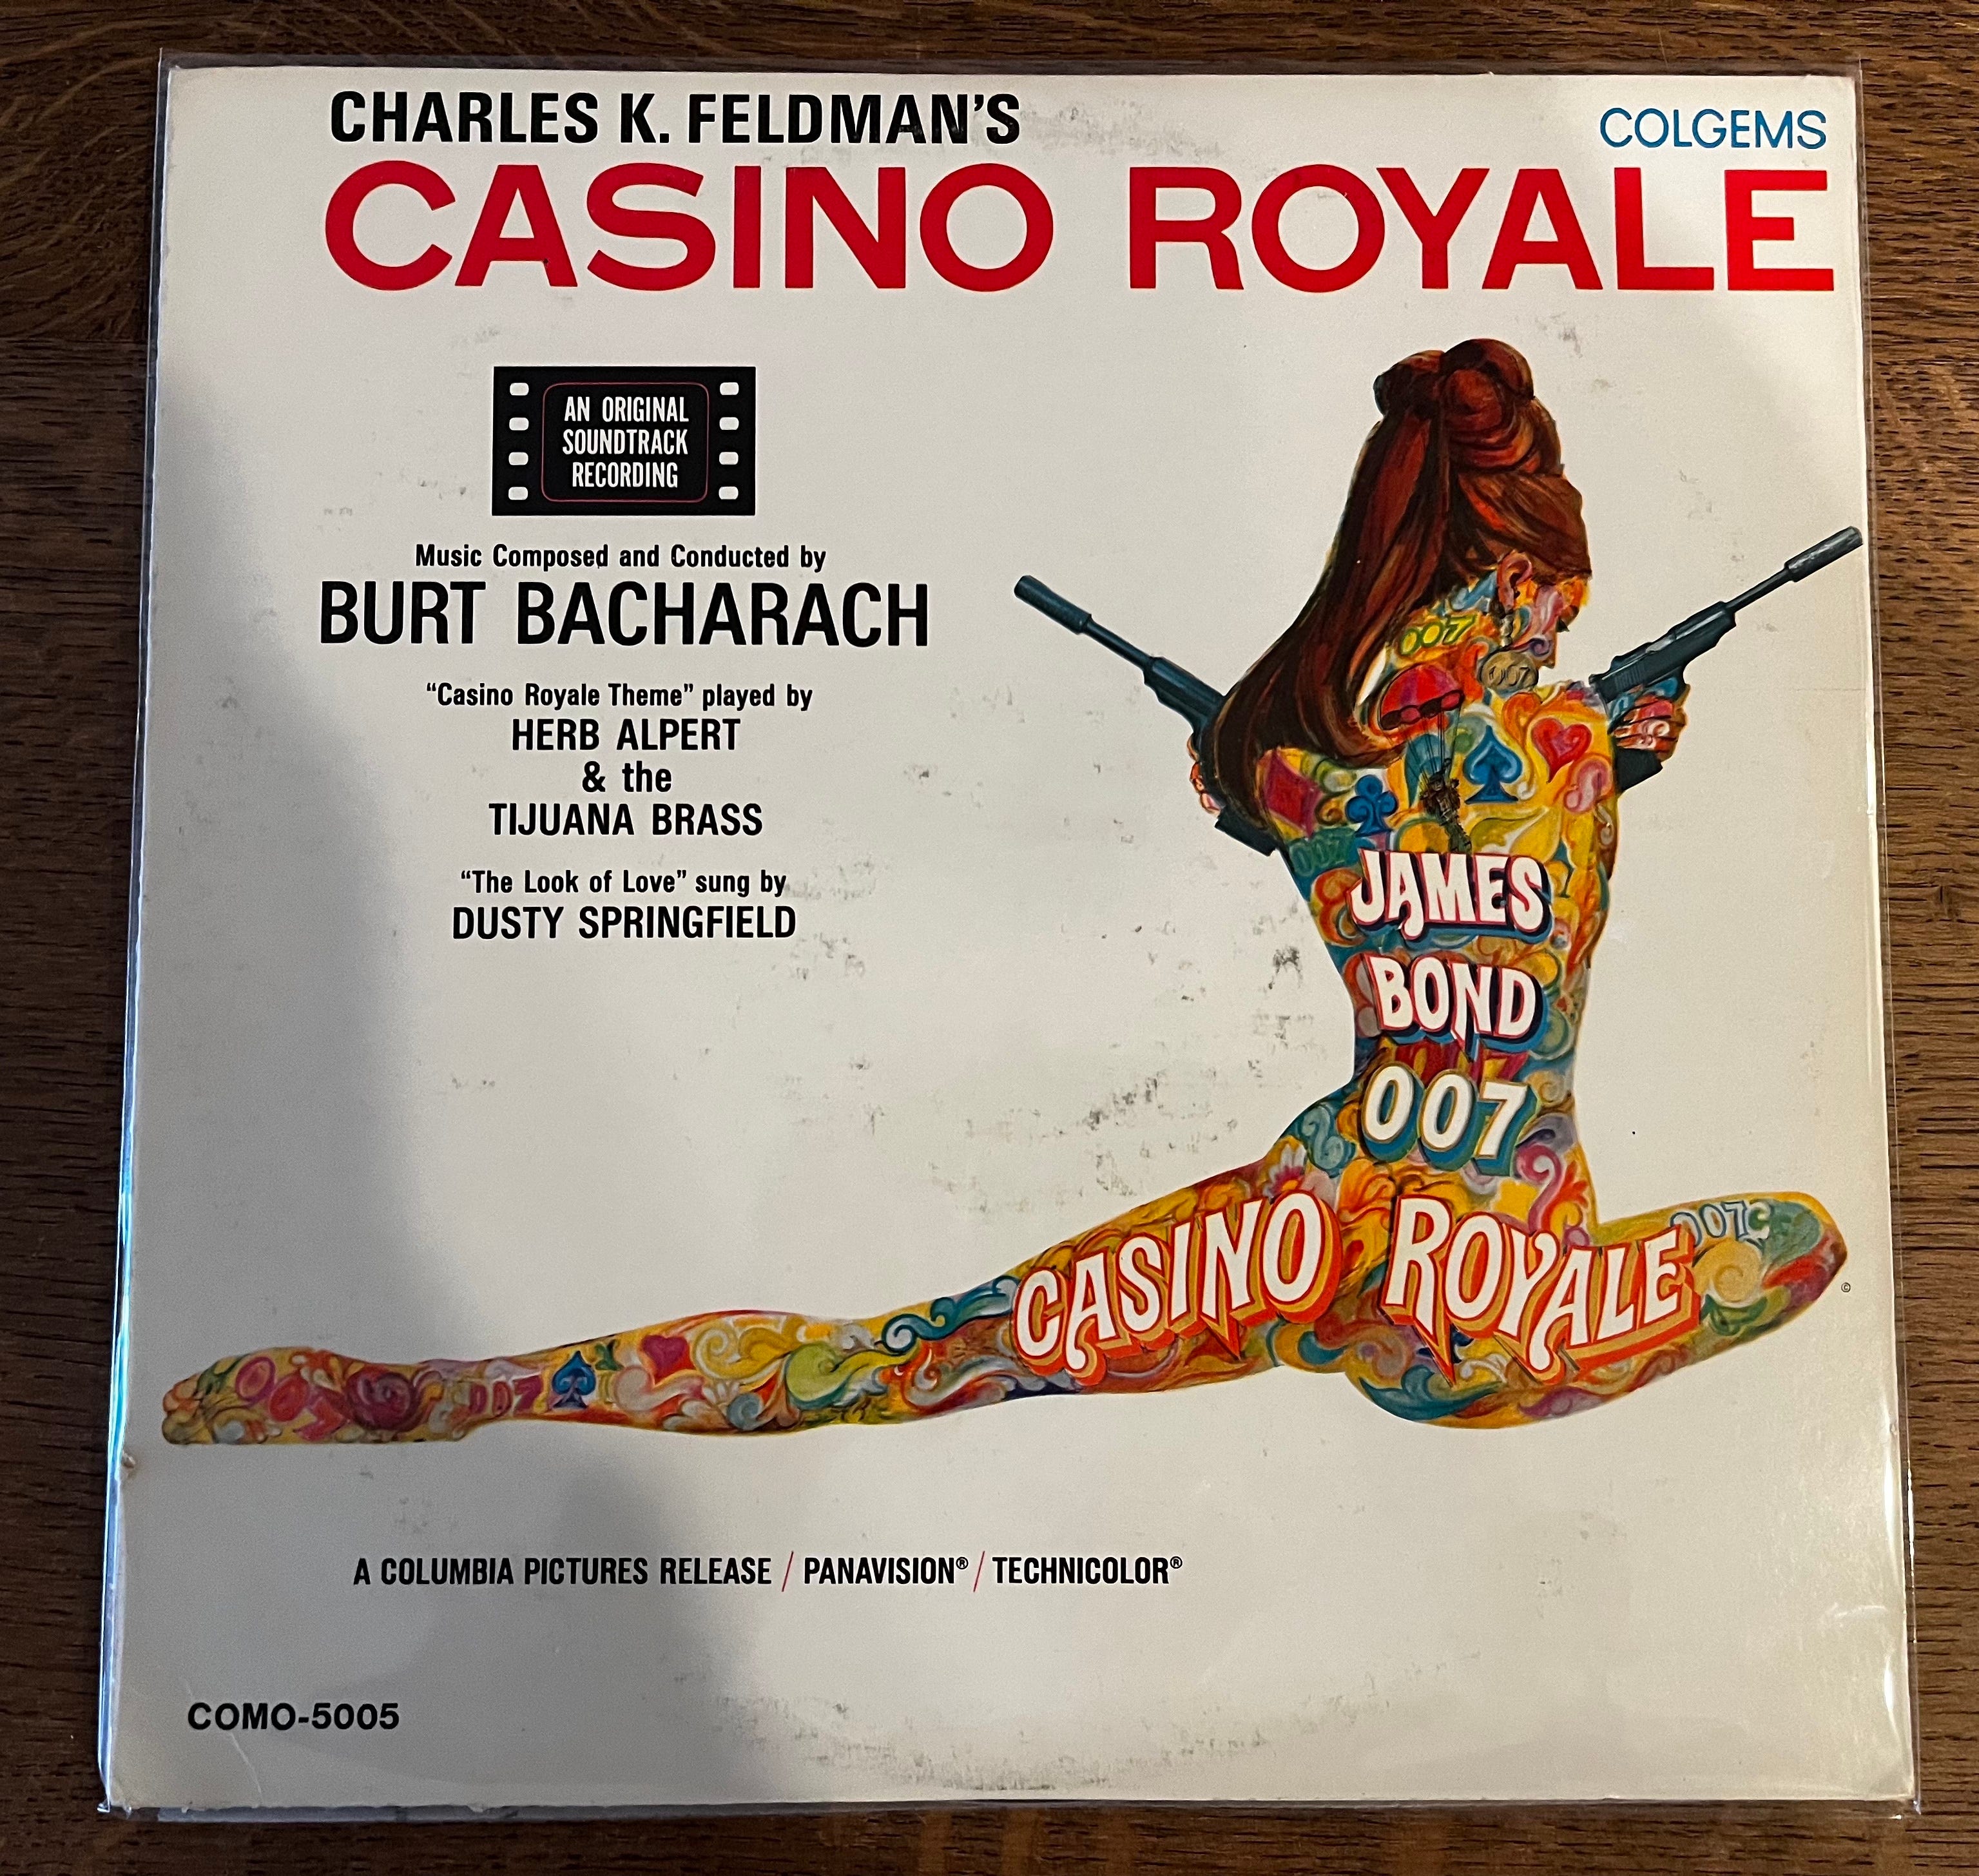 CHARLES K. FELDMAN'S
COLGEMS
CASINO ROYALE
AN ORIGINAL
SOUNDTRACK
RECORDING
Music Composed and Conducted by
BURT BACHARACH
“Casino Royale Theme” played by
HERB ALPERT
& the
TIJUANA BRASS
“The Look of Love” sung by
DUSTY SPRINGFIELD
007
007
007
JAMES
BOND
007
CASINO ROYALE
007
©
007
007
A COLUMBIA PICTURES RELEASE / PANAVISION® / TECHNICOLOR®
COMO-5005